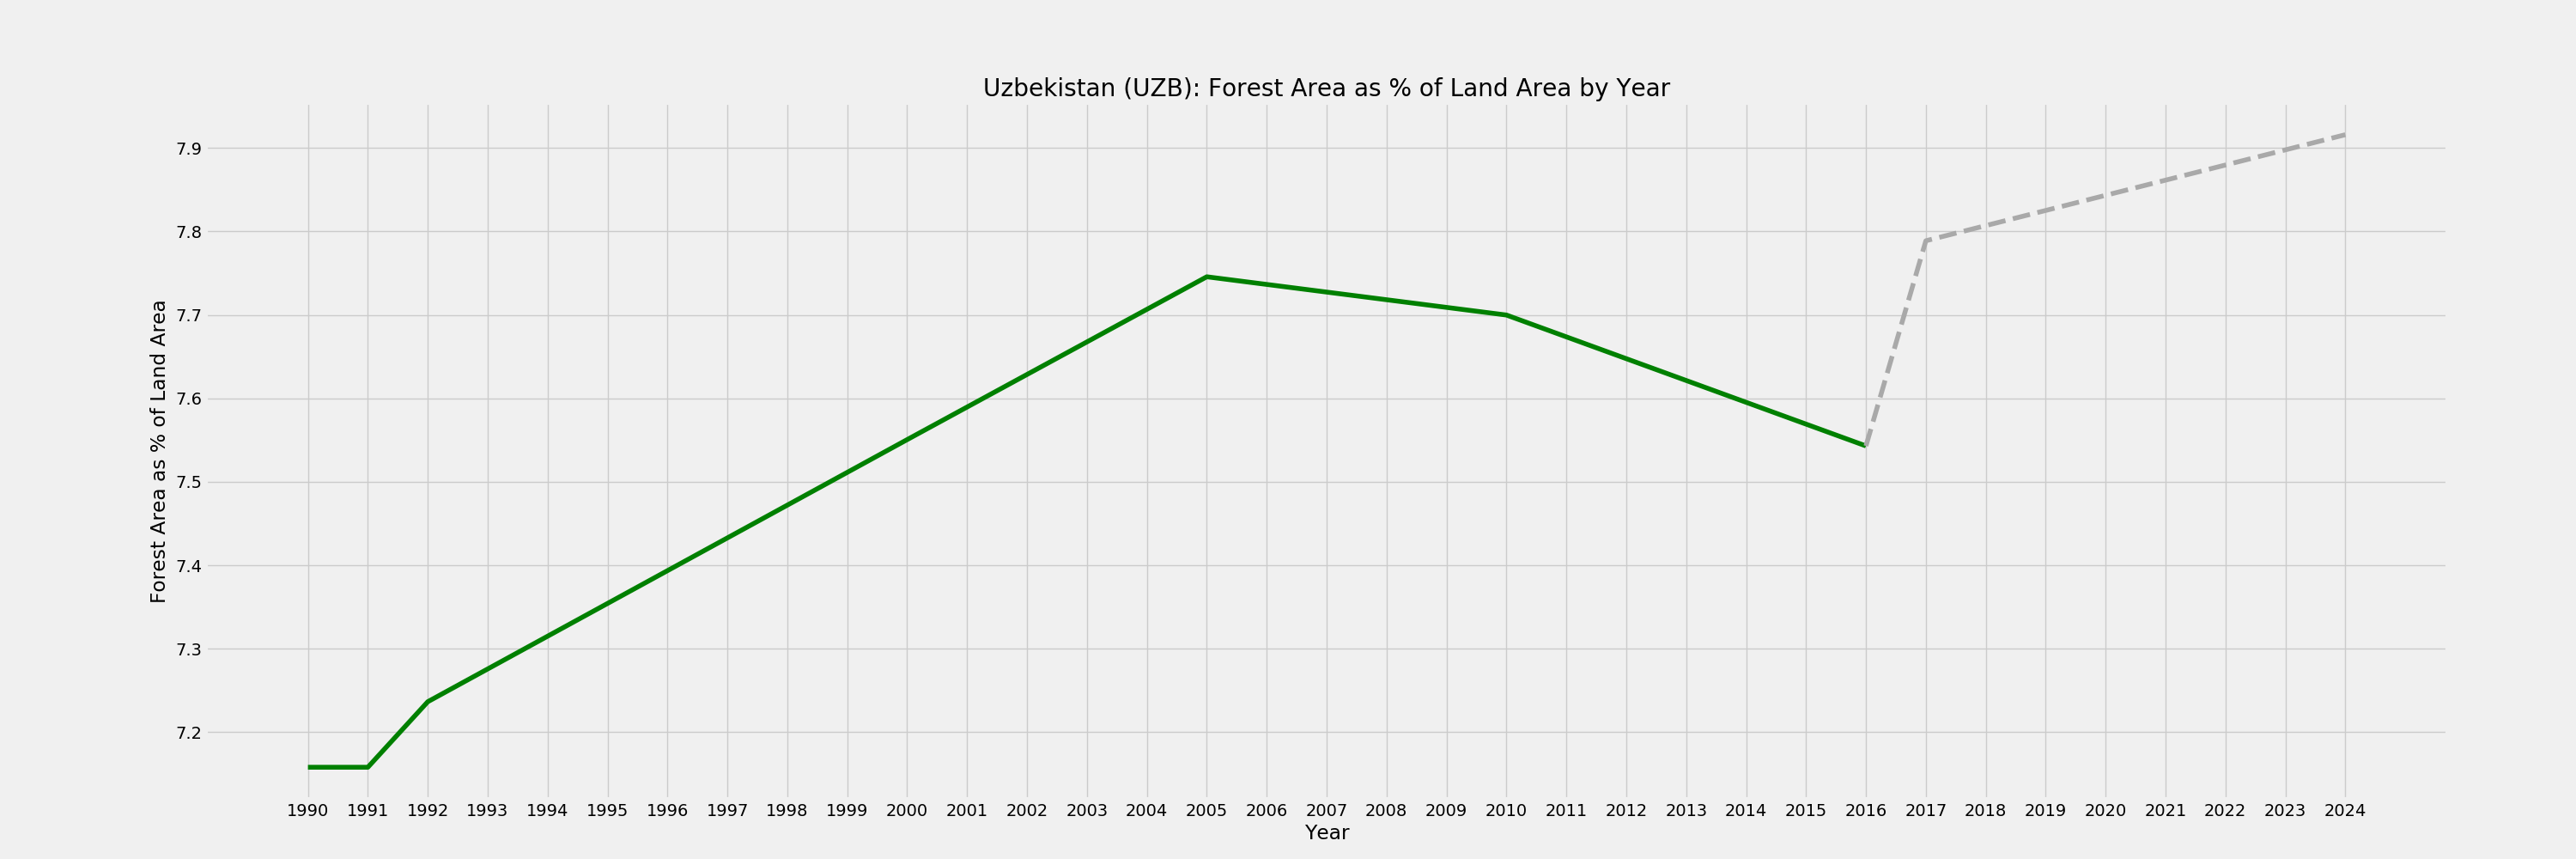 Uzbekistan (UZB): Forest Area as % of Land Area by Year
Forest Area as % of Land Area
7.9
7.8
7.7
7.6
7.5
7.4
7.3
7.2
1990 1991 1992 1993 1994 1995 1996 1997 1998 1999 2000 2001 2002 2003 2004 2005 2006 2007 2008 2009 2010 2011 2012 2013 2014 2015 2016 2017 2018 2019 2020 2021 2022 2023 2024
Year